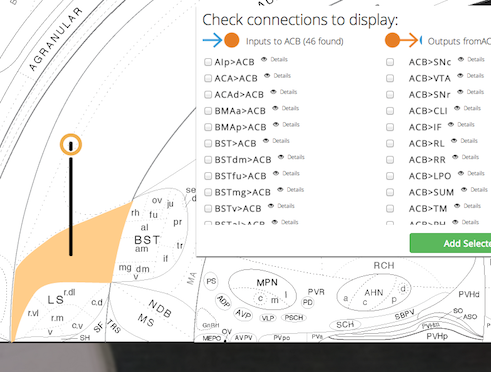 Check connections to display:
Inputs to ACB (46 found)
AIp>ACB Details
ACA>ACB Details
ACAd>ACB Details
BMAa>ACB Details
BMAp>ACB Details
BST>ACB Details
BSTdm>ACB Details
BSTfu>ACB Details
BSTmg>ACB Details
BSTv>ACB Details
Outputs fromAC
ACB>SNc Details
ACB>VTA Details
ACB>SNr Details
ACB>CLI Details
ACB>IF Details
ACB>RL Details
ACB>RR Details
ACB>LPO Details
ACB>SUM Details
ACB>TM Details
Add Selecte
AGRANULAR
rh
ov
ju
fu
al
pr
BST
am
if
mg
dm
tr
v
MA
LS
r.dl
r.vl
c.d
r.m
c.v
SF
SH
TRS
NDB
MS
PS
MPN
c
m
l
PVR
PD
ADP
AVP
VLP
PSCH
RCH
AHN
a
c
p
d
PVHd
SCH
SBPV
SO
ASO
OV
MEPO
AVPV
PVpo
PVi
PVHp